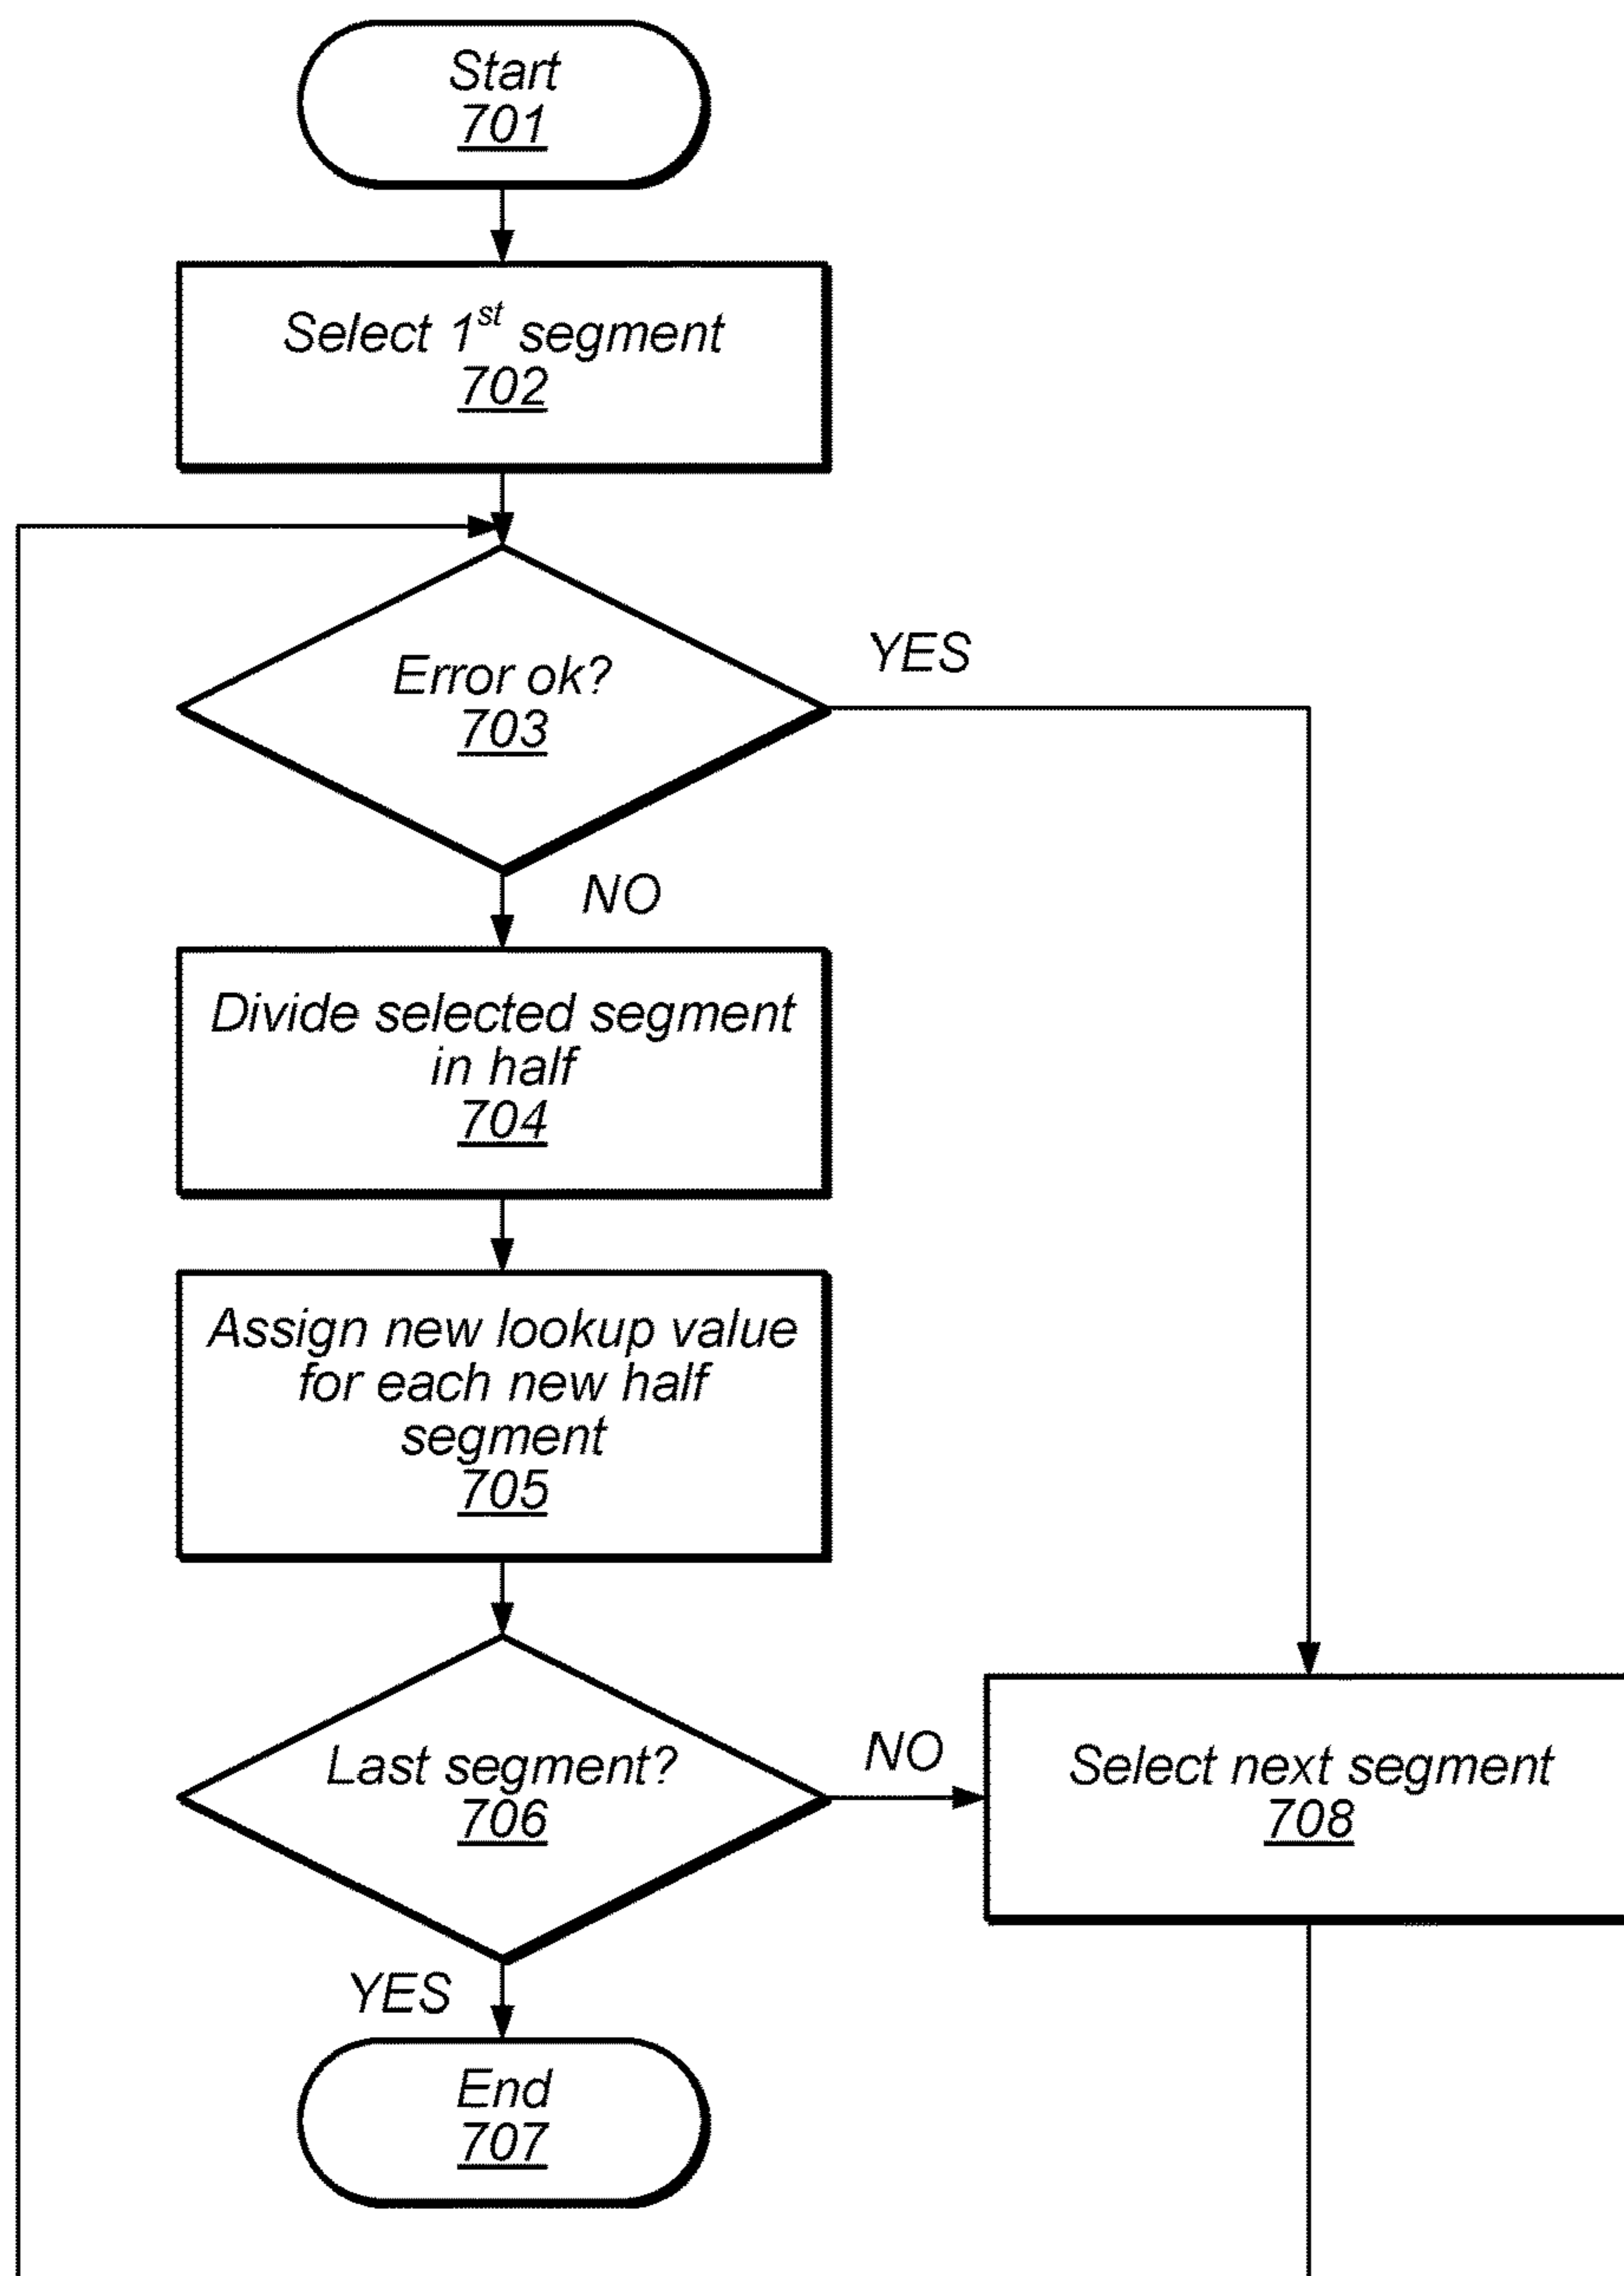 Start
701
Select 1st segment
702
Error ok?
703
YES
NO
Divide selected segment
in half
704
Assign new lookup value
for each new half
segment
705
Last segment?
706
NO
Select next segment
708
YES
End
707